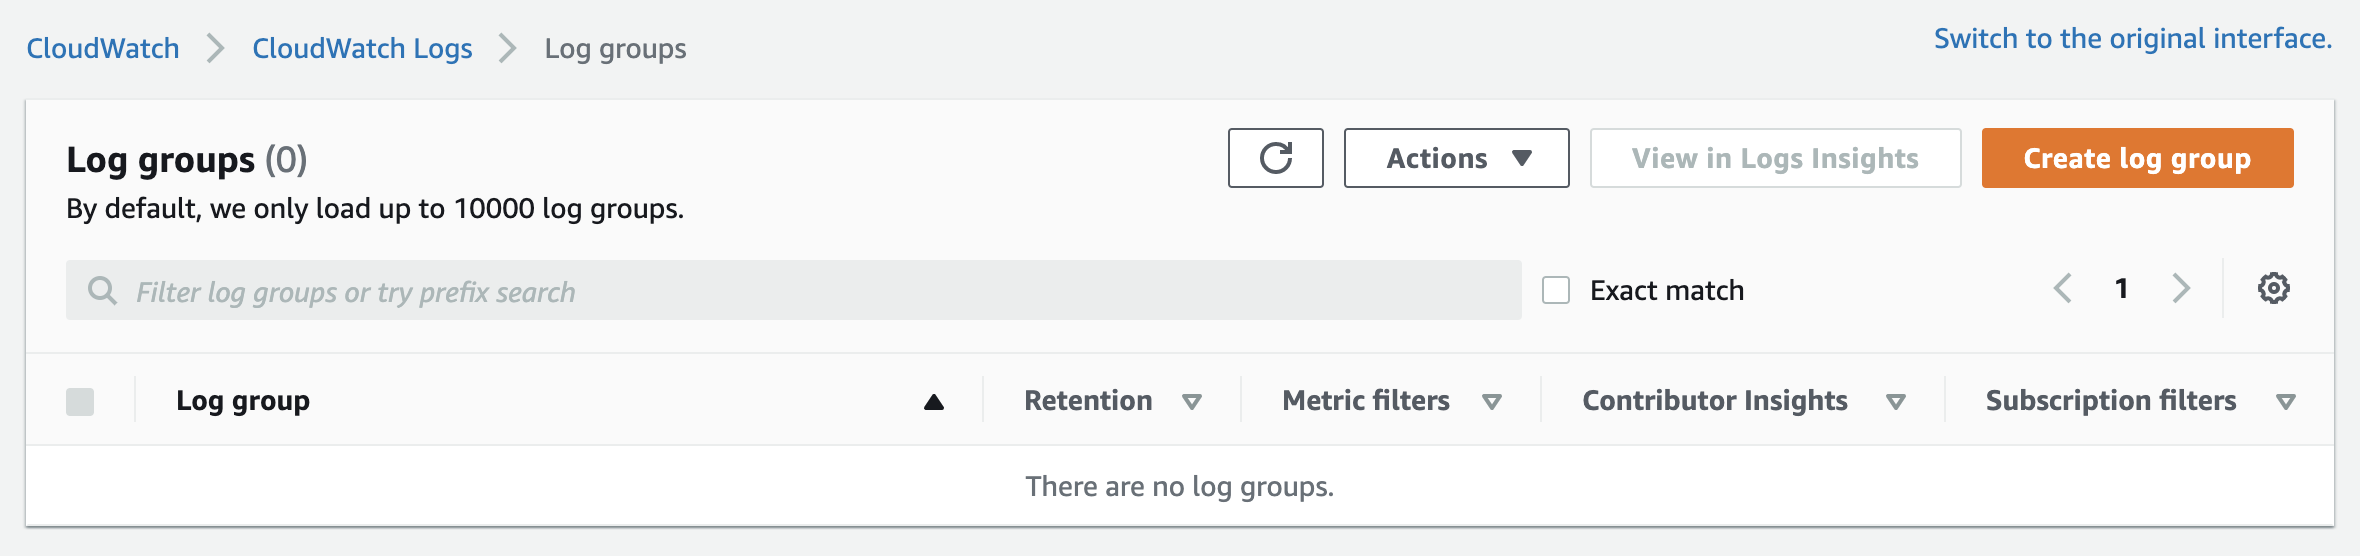 CloudWatch CloudWatch Logs Log groups
Switch to the original interface.
Log groups (0)
By default, we only load up to 10000 log groups.
Actions
View in Logs Insights
Create log group
Filter log groups or try prefix search
Exact match
1
Log group Retention Metric filters Contributor Insights Subscription filters
There are no log groups.